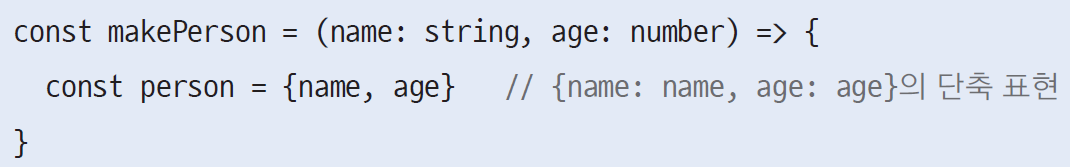 const makePerson = (name: string, age: number) => {
  const person = {name, age}   // {name: name, age: age}의 단축 표현
}